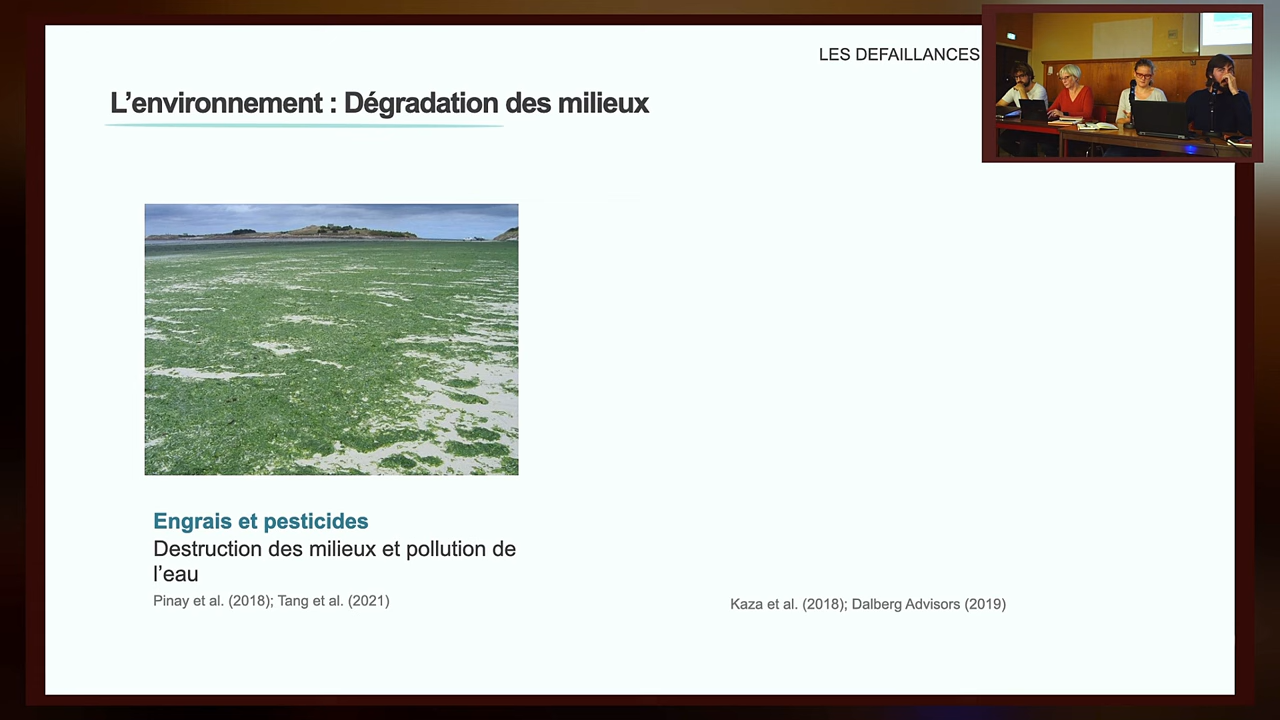 LES DEFAILLANCES
L’environnement : Dégradation des milieux
Engrais et pesticides
Destruction des milieux et pollution de
l’eau
Pinay et al. (2018); Tang et al. (2021)
Kaza et al. (2018); Dalberg Advisors (2019)